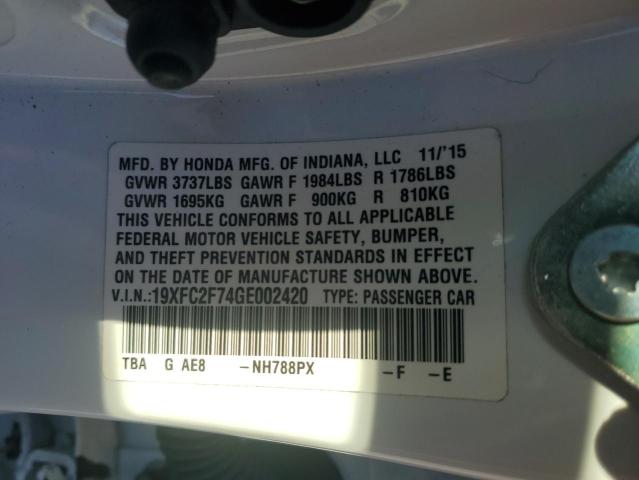 MFD. BY HONDA MFG. OF INDIANA, LLC 11/'15
GVWR 3737LBS GAWR F 1984LBS R 1786LBS
GVWR 1695KG GAWR F 900KG R 810KG
THIS VEHICLE CONFORMS TO ALL APPLICABLE
FEDERAL MOTOR VEHICLE SAFETY, BUMPER,
AND THEFT PREVENTION STANDARDS IN EFFECT
ON THE DATE OF MANUFACTURE SHOWN ABOVE.
V.I.N.:19XFC2F74GE002420 TYPE: PASSENGER CAR
TBA G AE8 -NH788PX -F -E